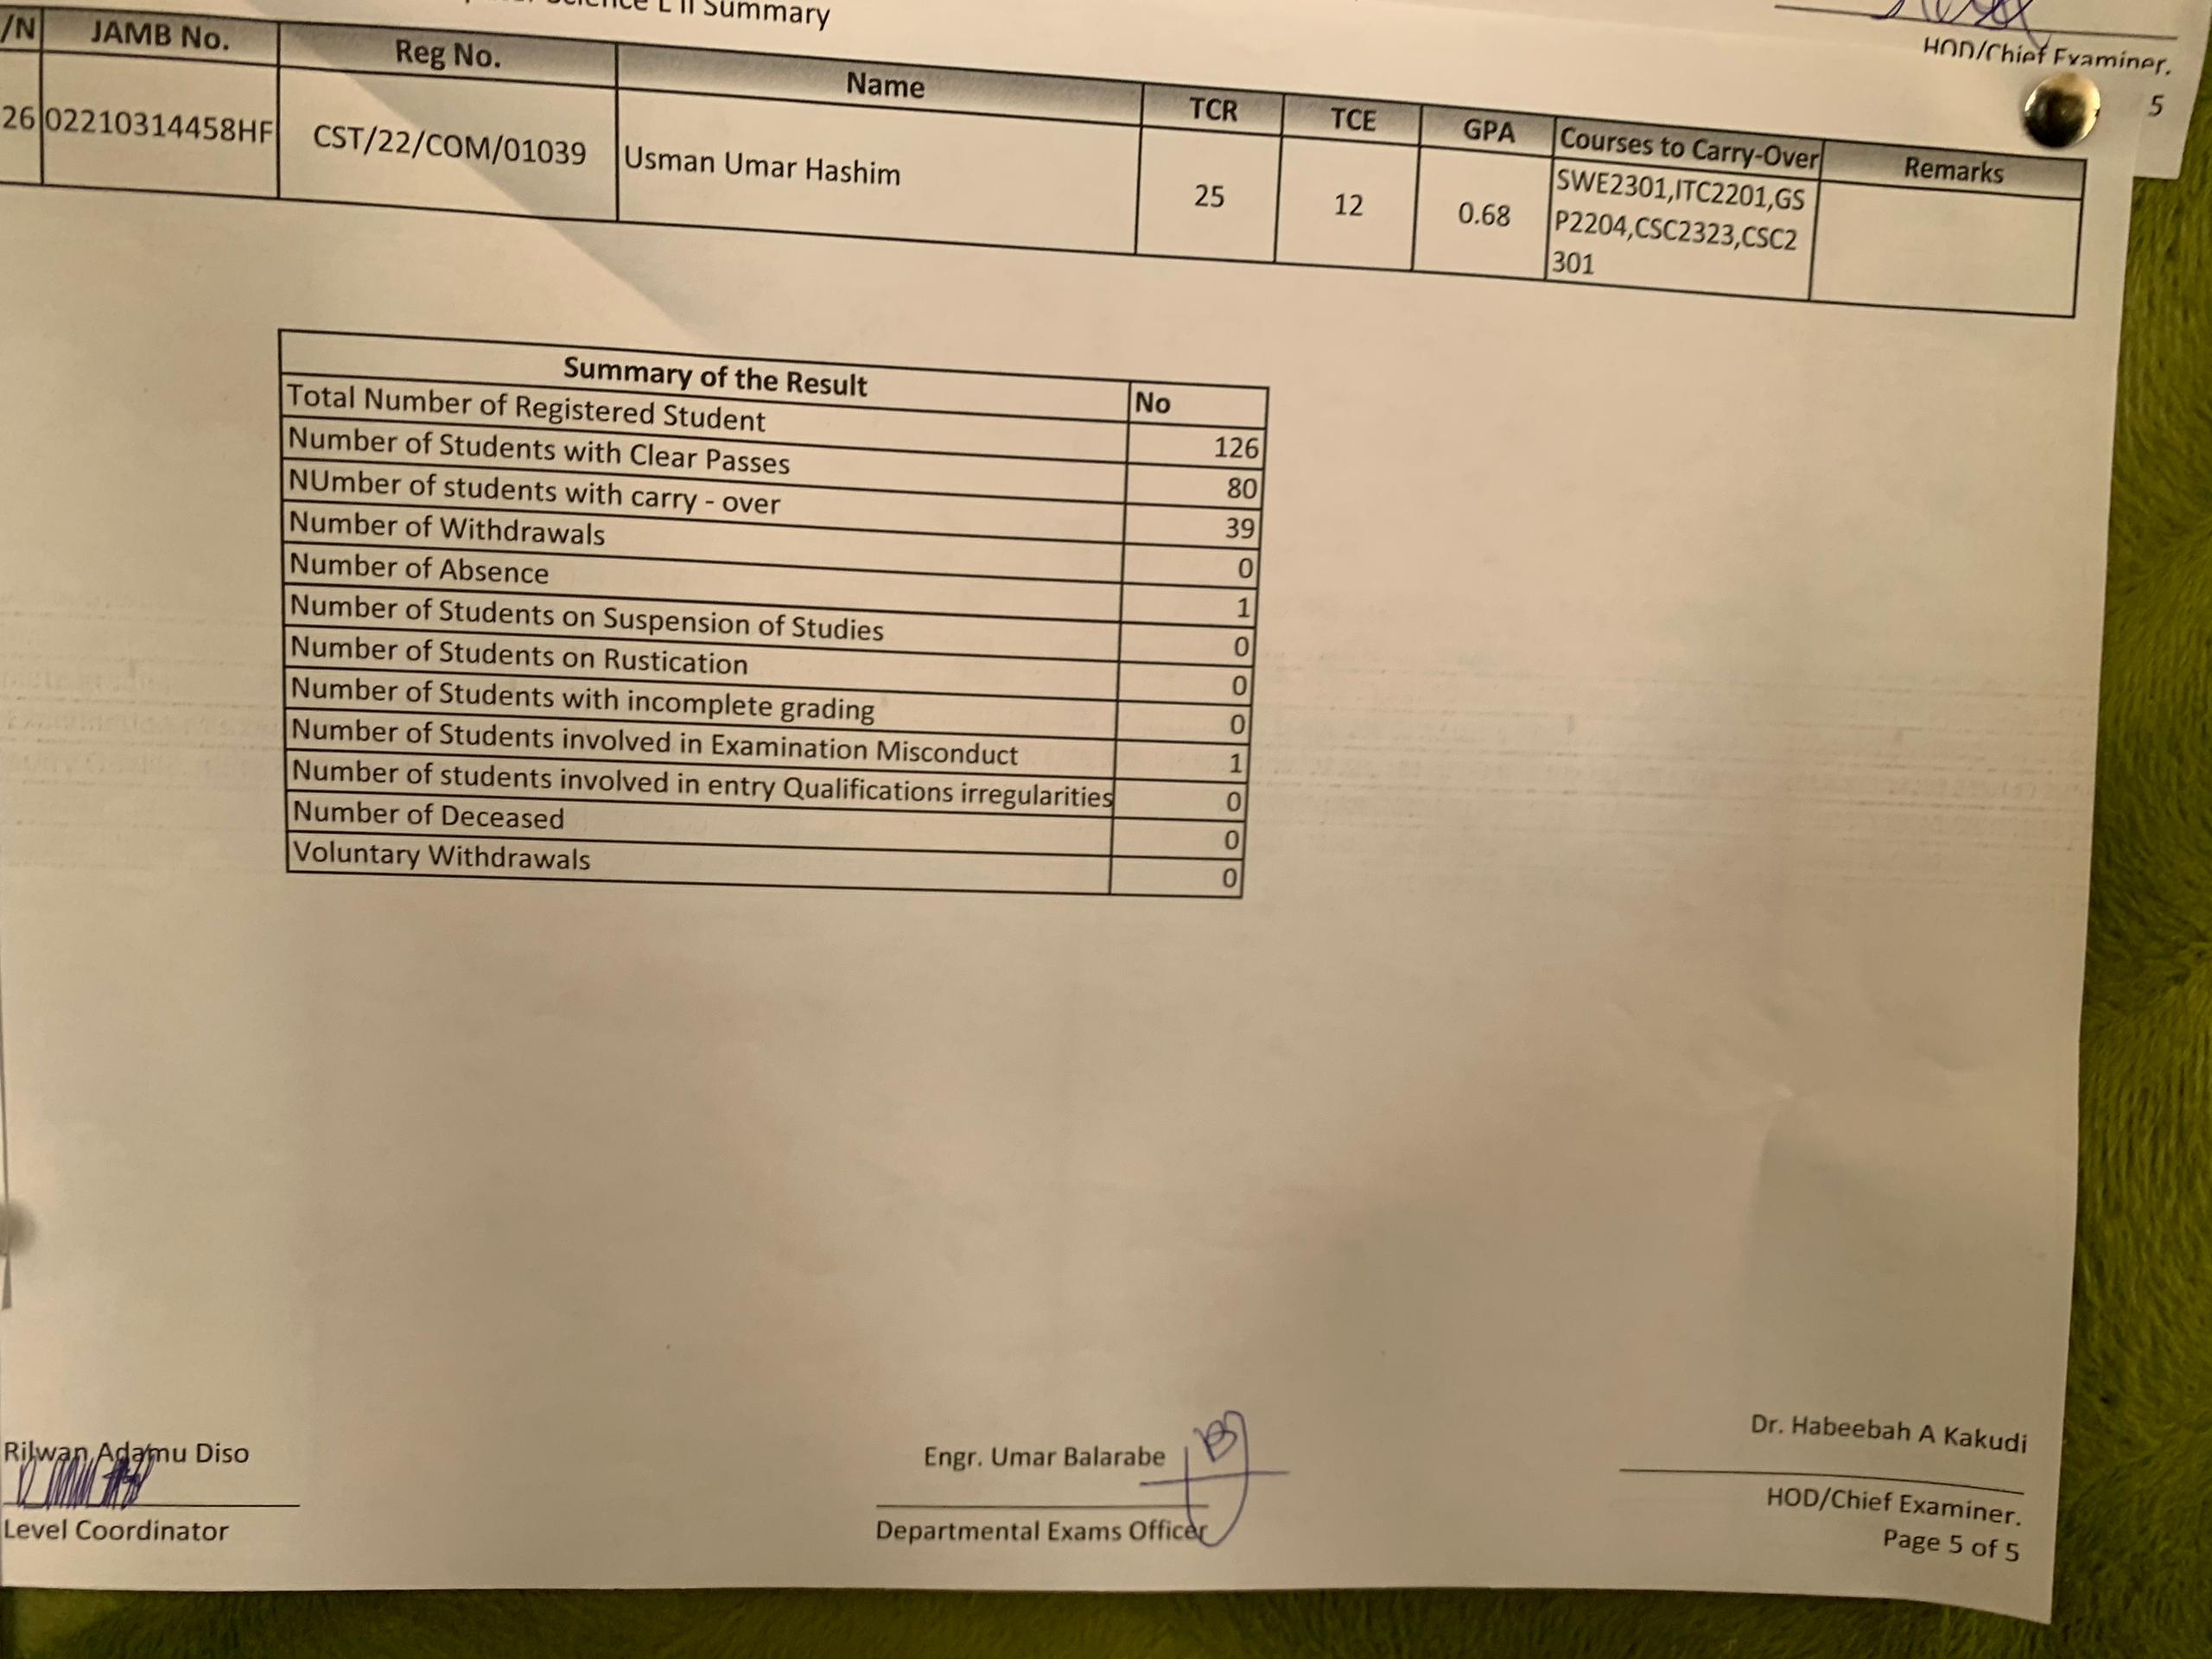 Science L II Summary
HOD/Chief Examiner.
5
/N JAMB No. Reg No. Name TCR TCE GPA Courses to Carry-Over Remarks
26 02210314458HF CST/22/COM/01039 Usman Umar Hashim 25 12 0.68 SWE2301,ITC2201,GS
P2204,CSC2323,CSC2
301
Summary of the Result No
Total Number of Registered Student 126
Number of Students with Clear Passes 80
NUmber of students with carry - over 39
Number of Withdrawals 0
Number of Absence 1
Number of Students on Suspension of Studies 0
Number of Students on Rustication 0
Number of Students with incomplete grading 0
Number of Students involved in Examination Misconduct 1
Number of students involved in entry Qualifications irregularities 0
Number of Deceased 0
Voluntary Withdrawals 0
Rilwan Adamu Diso
Level Coordinator
Engr. Umar Balarabe
Departmental Exams Officer
Dr. Habeebah A Kakudi
HOD/Chief Examiner.
Page 5 of 5